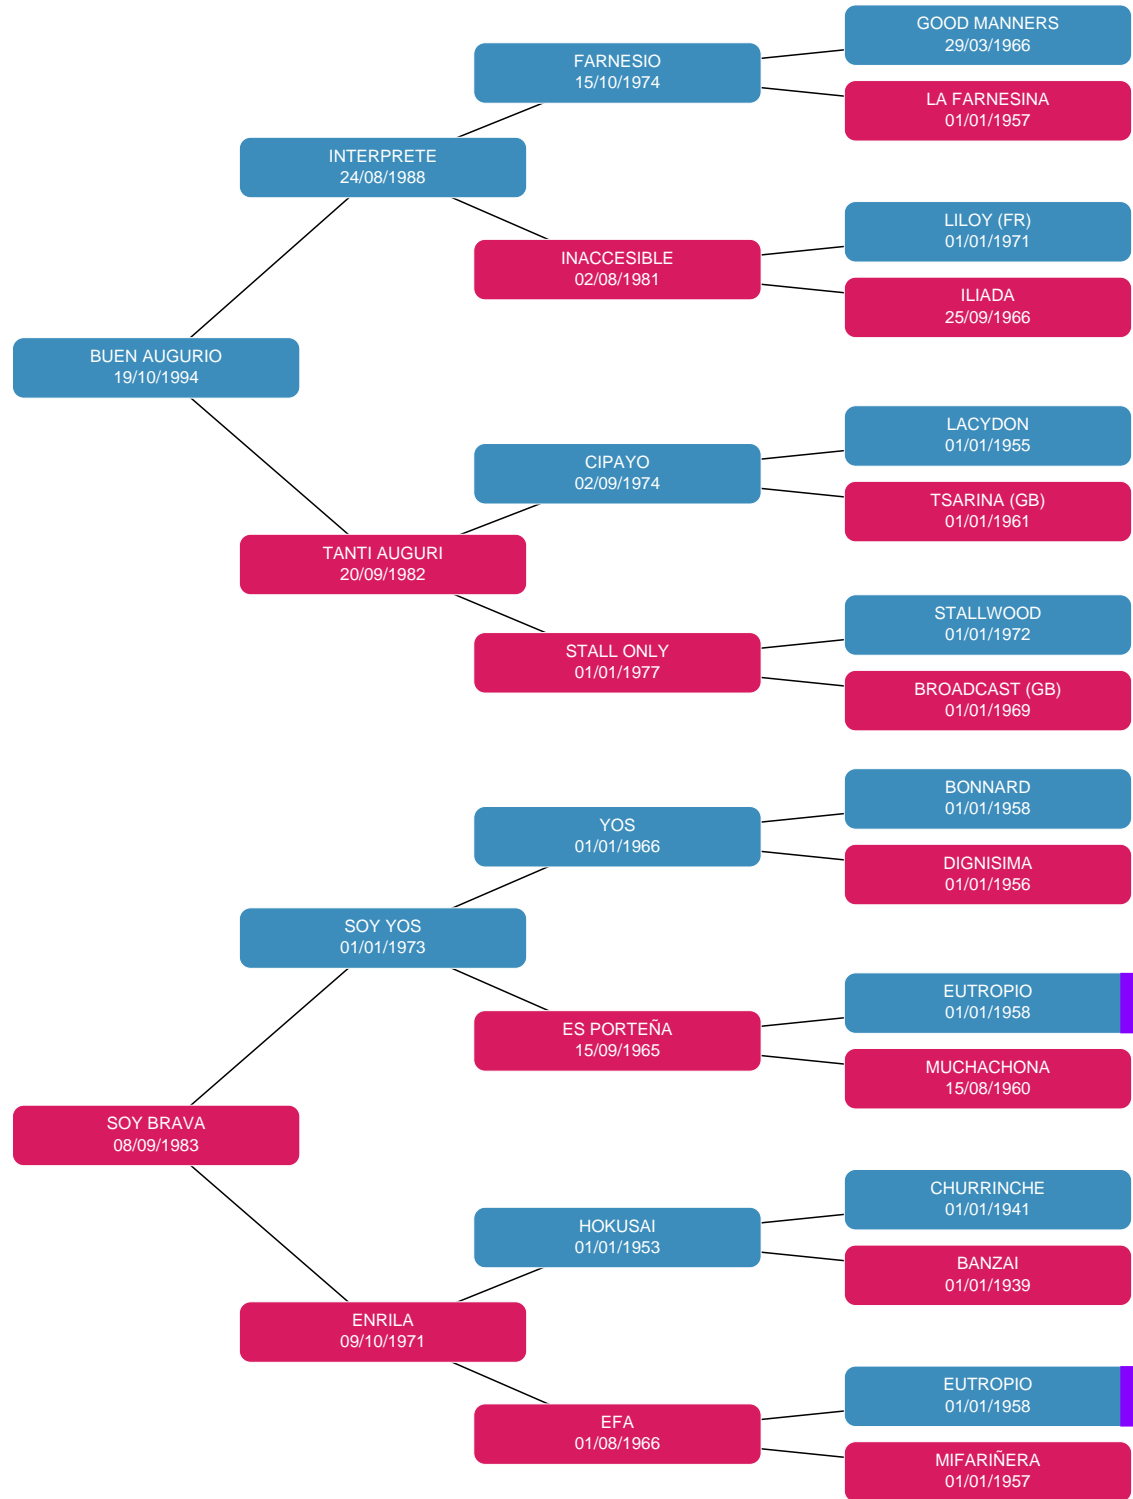 GOOD MANNERS
29/03/1966
FARNESIO
15/10/1974
LA FARNESINA
01/01/1957
INTERPRETE
24/08/1988
LILOY (FR)
01/01/1971
INACCESIBLE
02/08/1981
ILIADA
25/09/1966
BUEN AUGURIO
19/10/1994
LACYDON
01/01/1955
CIPAYO
02/09/1974
TSARINA (GB)
01/01/1961
TANTI AUGURI
20/09/1982
STALLWOOD
01/01/1972
STALL ONLY
01/01/1977
BROADCAST (GB)
01/01/1969
BONNARD
01/01/1958
YOS
01/01/1966
DIGNISIMA
01/01/1956
SOY YOS
01/01/1973
EUTROPIO
01/01/1958
ES PORTEÑA
15/09/1965
MUCHACHONA
15/08/1960
SOY BRAVA
08/09/1983
CHURRINCHE
01/01/1941
HOKUSAI
01/01/1953
BANZAI
01/01/1939
ENRILA
09/10/1971
EUTROPIO
01/01/1958
EFA
01/08/1966
MIFARIÑERA
01/01/1957